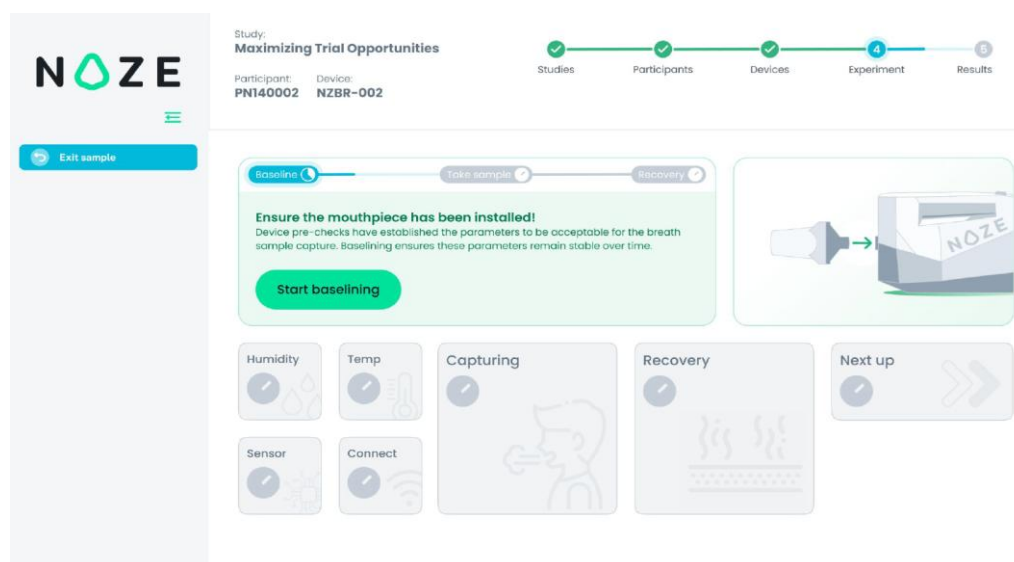 NOZE
Exit sample
Study:
Maximizing Trial Opportunities
Participant: Device:
PN140002 NZBR-002
Studies
Participants
Devices
4
Experiment
5
Results
Baseline
Take sample
Recovery
Ensure the mouthpiece has been installed!
Device pre-checks have established the parameters to be acceptable for the breath
sample capture. Baselining ensures these parameters remain stable over time.
Start baselining
NOZE
Humidity
Temp
Capturing
Recovery
Next up
Sensor
Connect